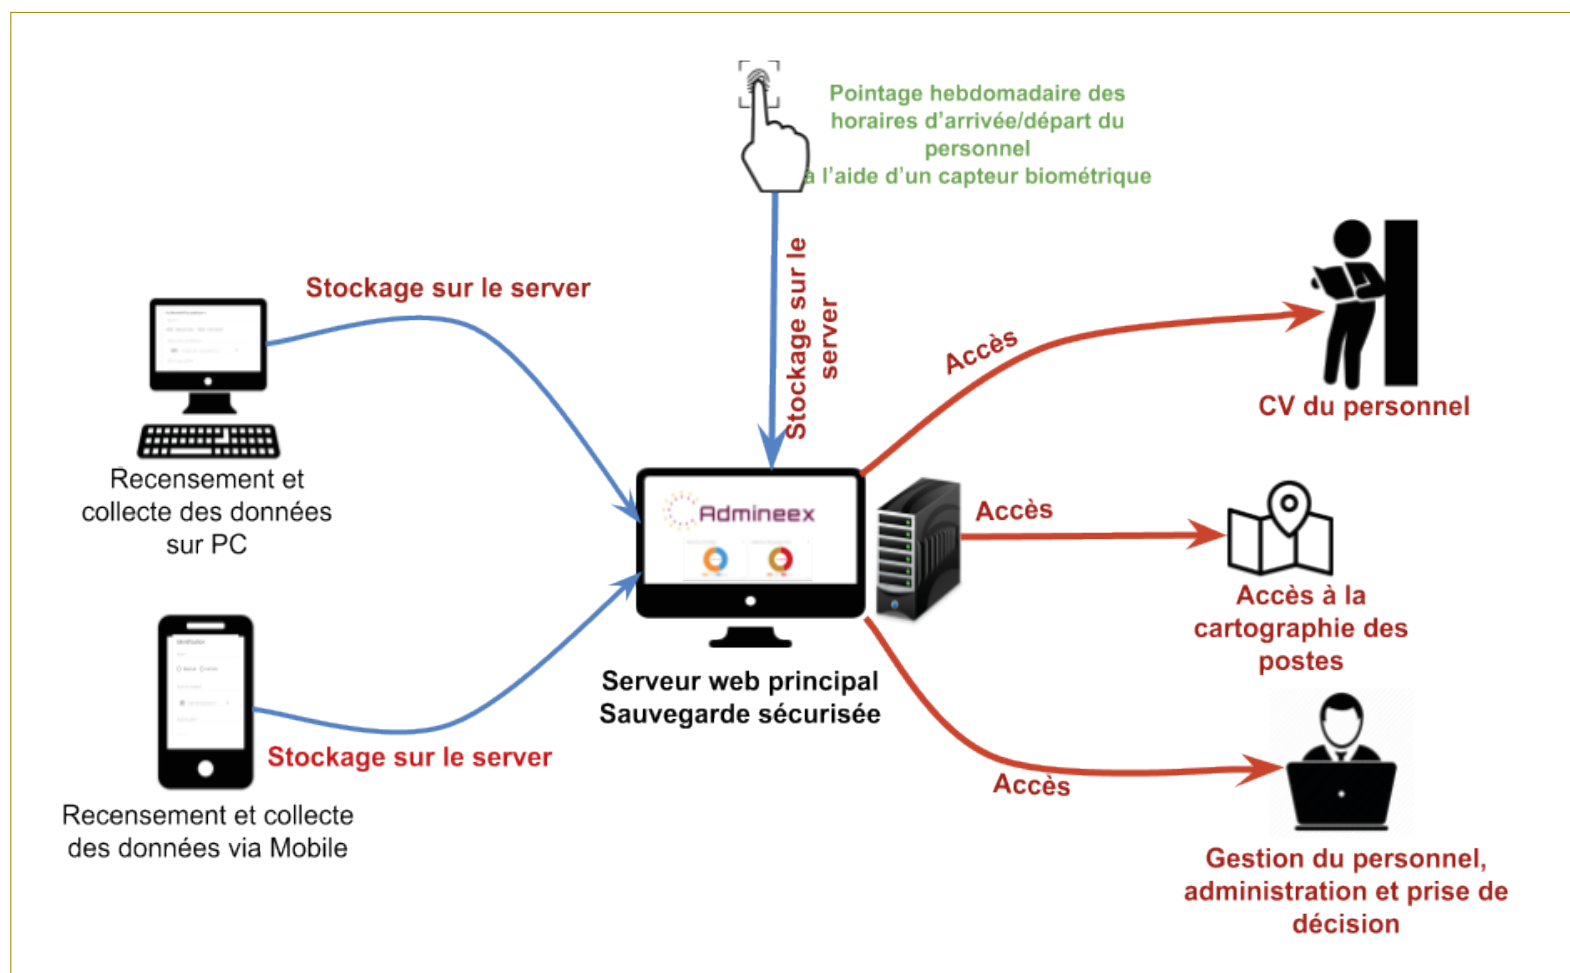 Pointage hebdomadaire des
horaires d'arrivée/départ du
personnel
à l'aide d'un capteur biométrique
Stockage sur le server
Stockage sur le
server
Accès
CV du personnel
Recensement et
collecte des données
sur PC
Admineex
Accès
Accès à la
cartographie des
postes
Serveur web principal
Sauvegarde sécurisée
Stockage sur le server
Accès
Recensement et collecte
des données via Mobile
Gestion du personnel,
administration et prise de
décision